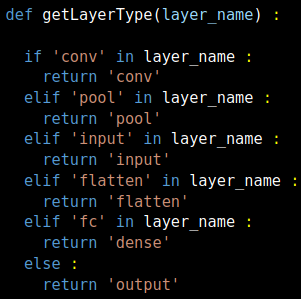 def getLayerType(layer_name) :
if 'conv' in layer_name :
return 'conv'
elif 'pool' in layer_name :
return 'pool'
elif 'input' in layer_name :
return 'input'
elif 'flatten' in layer_name :
return 'flatten'
elif 'fc' in layer_name :
return 'dense'
else :
return 'output'